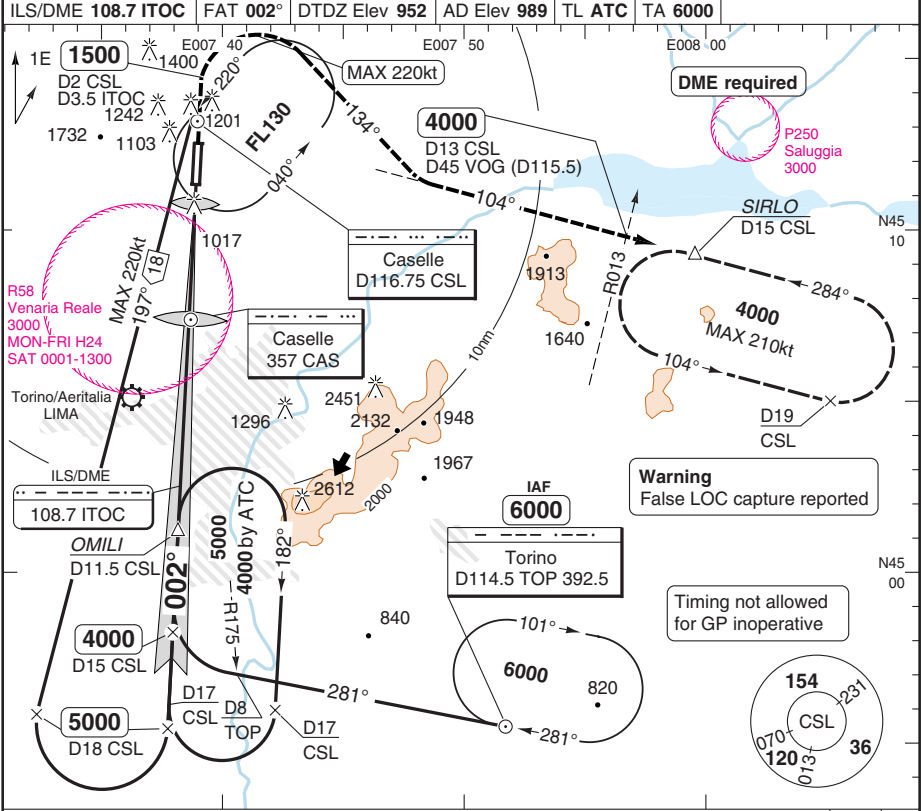 ILS/DME 108.7 ITOC FAT 002° DTDZ Elev 952 AD Elev 989 TL ATC TA 6000
1E
E007 40
E007 50
E008 00
1500
D2 CSL
D3.5 ITOC
1400
1242
1201
1103
1732
220°
FL130
040°
MAX 220kt
134°
4000
D13 CSL
D45 VOG (D115.5)
DME required
P250
Saluggia
3000
104°
SIRLO
D15 CSL
N45
10
1017
Caselle
D116.75 CSL
MAX 220kt
197°
18
R58
Venaria Reale
3000
MON-FRI H24
SAT 0001-1300
Caselle
357 CAS
1913
R013
1640
284°
4000
MAX 210kt
104°
D19
CSL
10nm
Torino/Aeritalia
LIMA
1296
2451
2132
1948
1967
2612
2000
ILS/DME
108.7 ITOC
Warning
False LOC capture reported
IAF
6000
Torino
D114.5 TOP 392.5
OMILI
D11.5 CSL
002°
5000
4000 by ATC
182°
R175
N45
00
Timing not allowed
for GP inoperative
4000
D15 CSL
840
101°
6000
820
281°
281°
D17
CSL
D8
TOP
D17
CSL
5000
D18 CSL
154
231
CSL
070
120
013
36